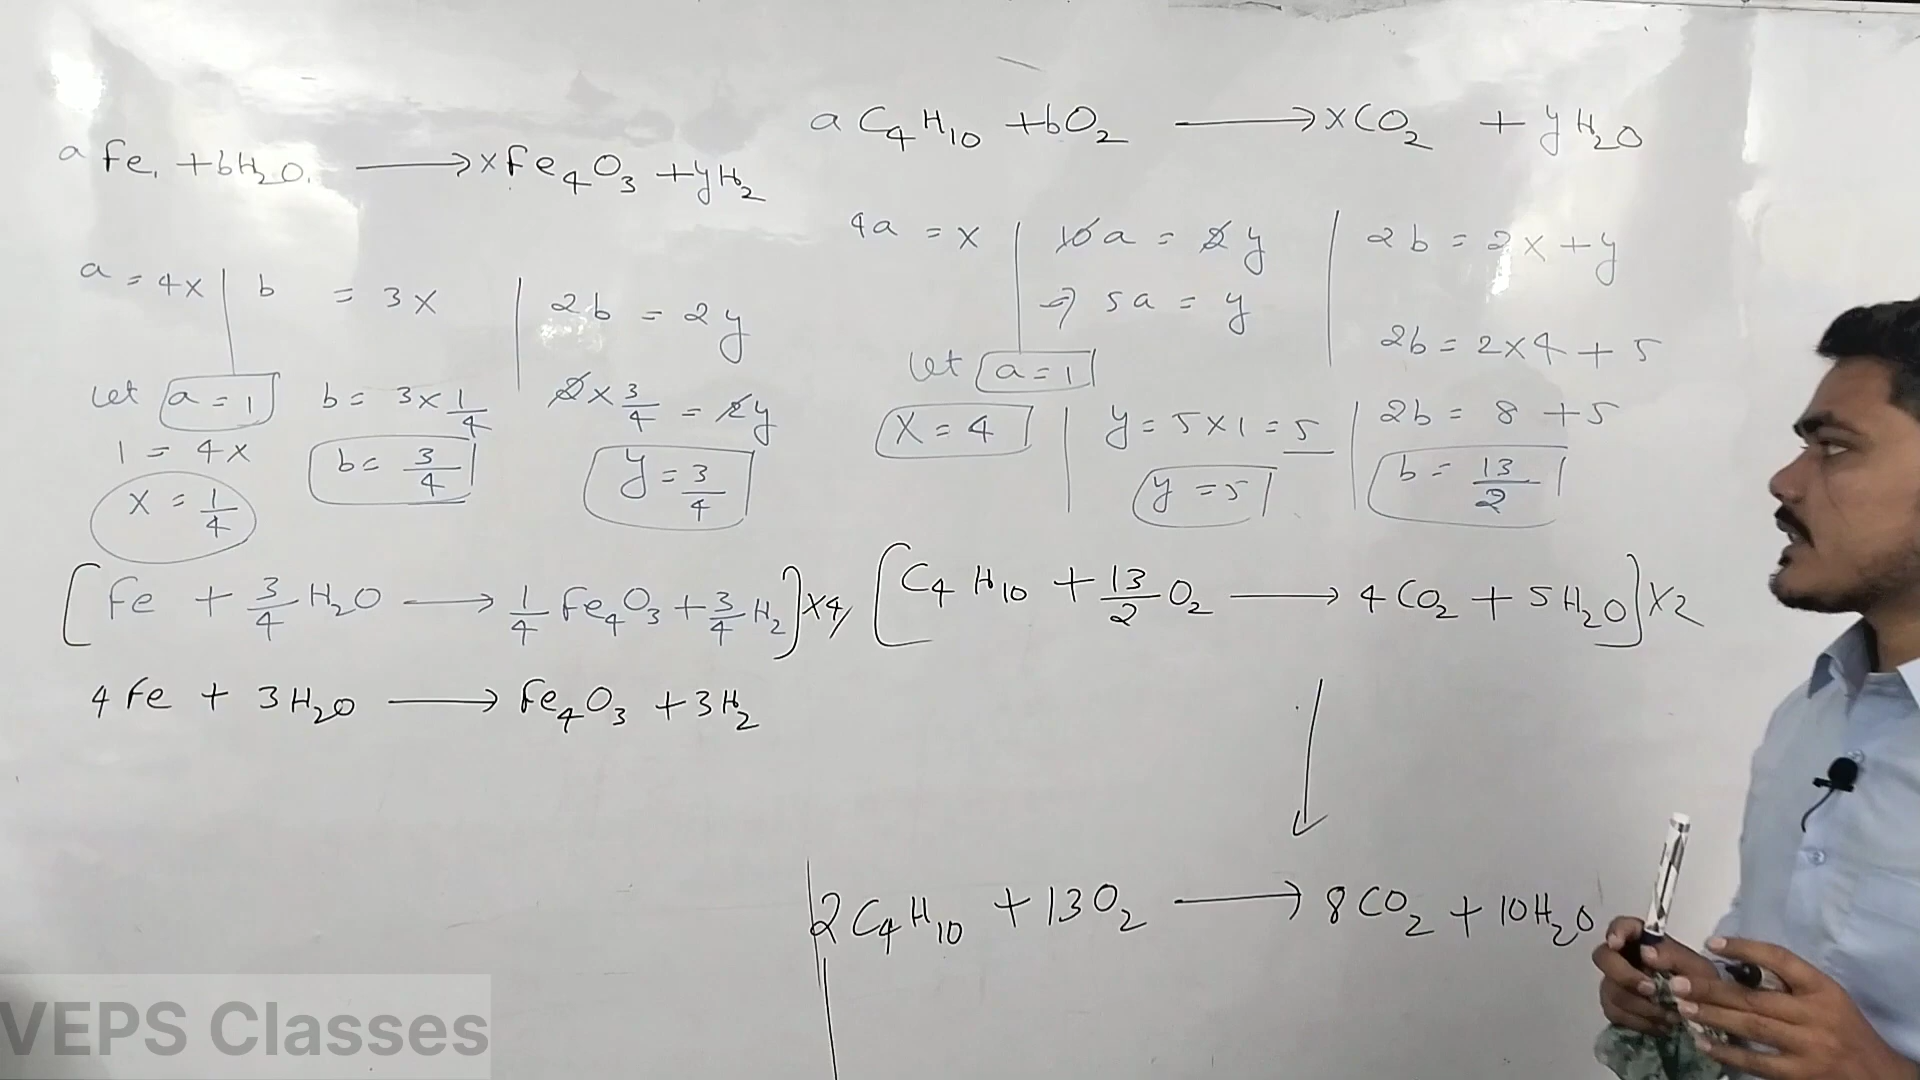 a Fe + bH₂O ⟶ xFe₄O₃ + yH₂
a = 4x | b = 3x | 2b = 2y
let a = 1 b = 3×1/4 2×3/4 = 2y
1 = 4x b = 3/4 y = 3/4
x = 1/4
[Fe + 3/4 H₂O ⟶ 1/4 Fe₄O₃ + 3/4 H₂]×4
4Fe + 3H₂O ⟶ Fe₄O₃ + 3H₂
a C₄H₁₀ + bO₂ ⟶ xCO₂ + yH₂O
4a = x | 10a = 2y | 2b = 2x + y
⇒ 5a = y 2b = 2×4 + 5
let a = 1
x = 4 | y = 5×1 = 5 | 2b = 8 + 5
y = 5 b = 13/2
[C₄H₁₀ + 13/2 O₂ ⟶ 4CO₂ + 5H₂O]×2
↓
2C₄H₁₀ + 13O₂ ⟶ 8CO₂ + 10H₂O
VEPS Classes